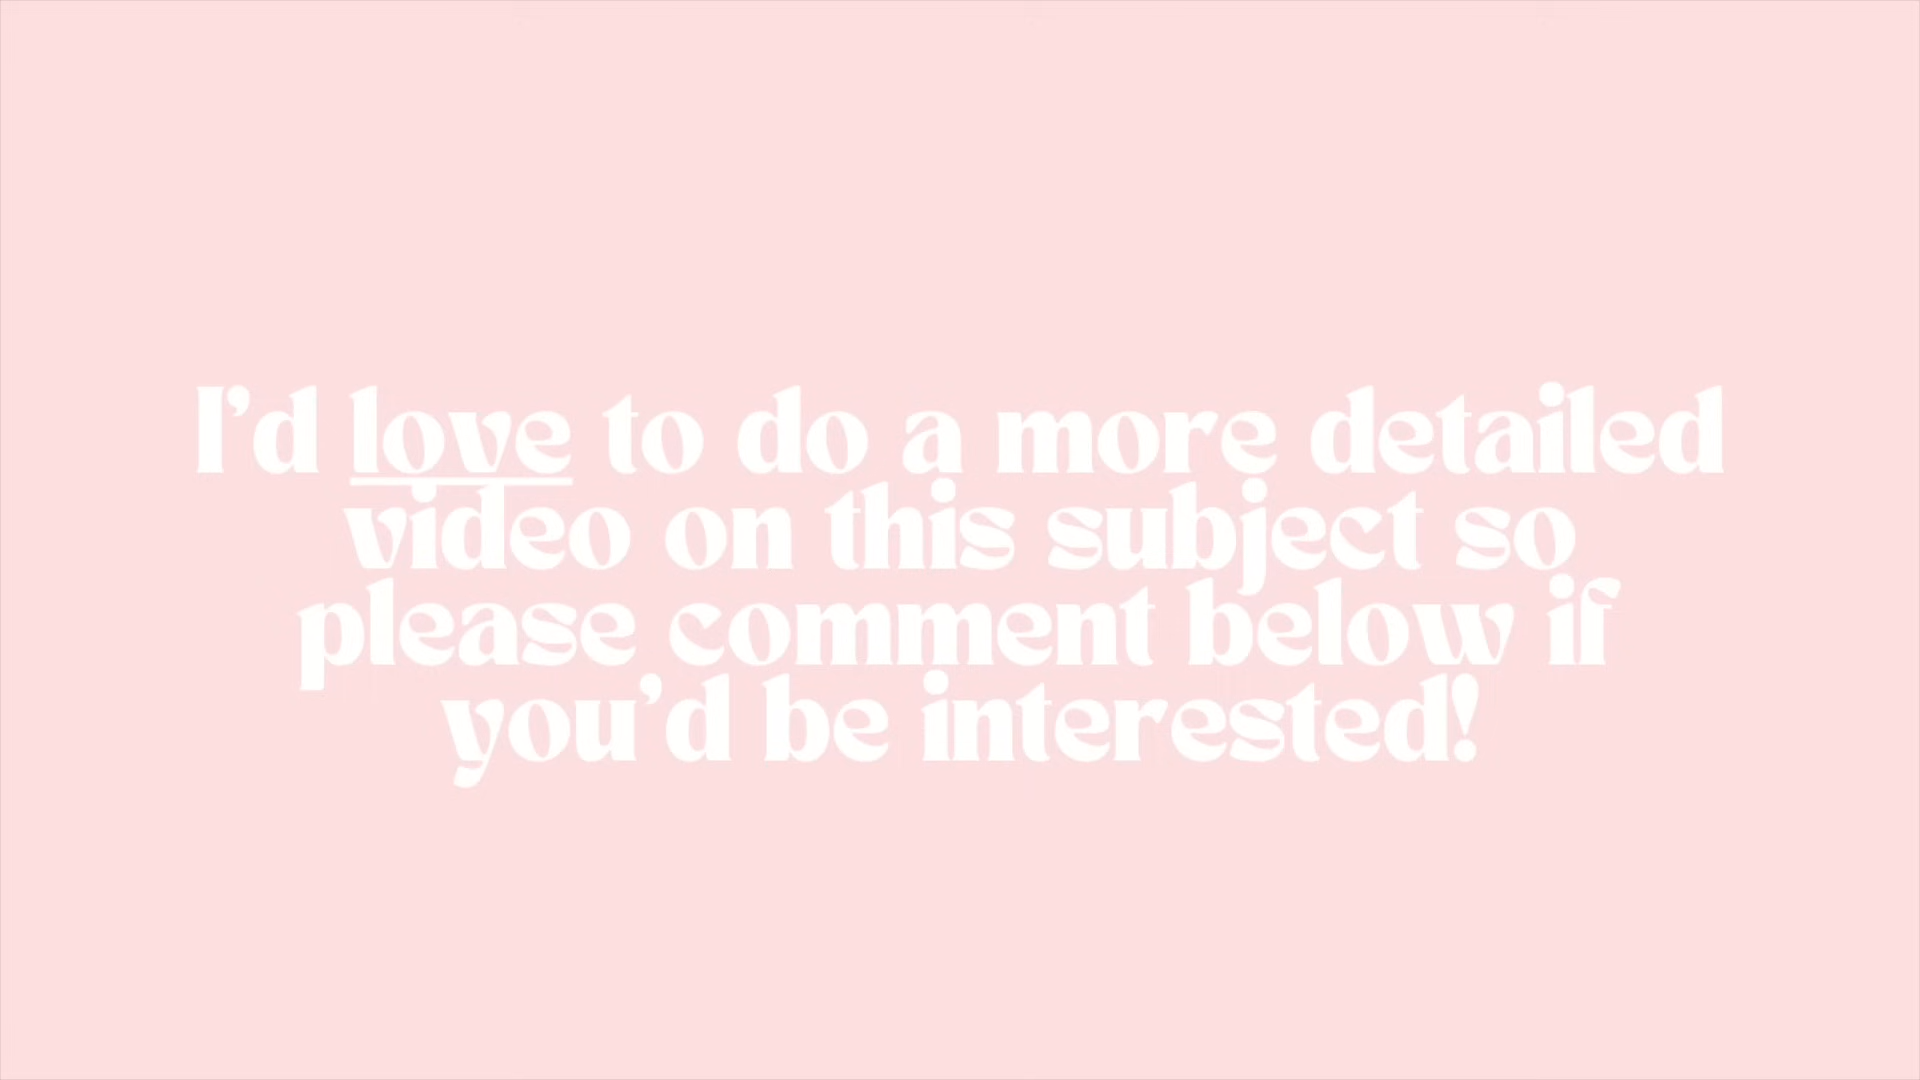 I'd love to do a more detailed
video on this subject so
please comment below if
you'd be interested!